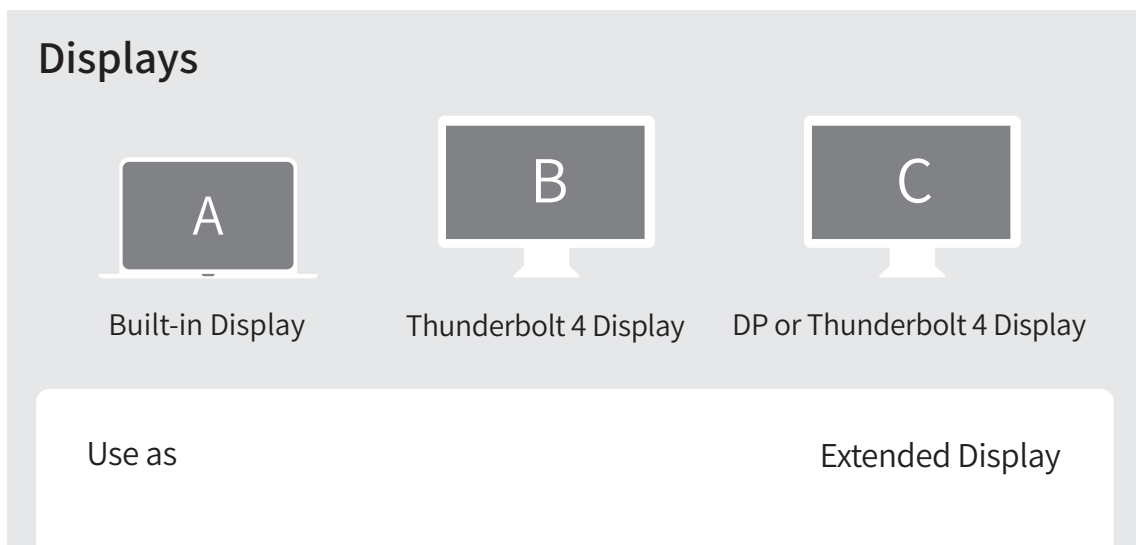 Displays
A
B
C
Built-in Display
Thunderbolt 4 Display
DP or Thunderbolt 4 Display
Use as
Extended Display